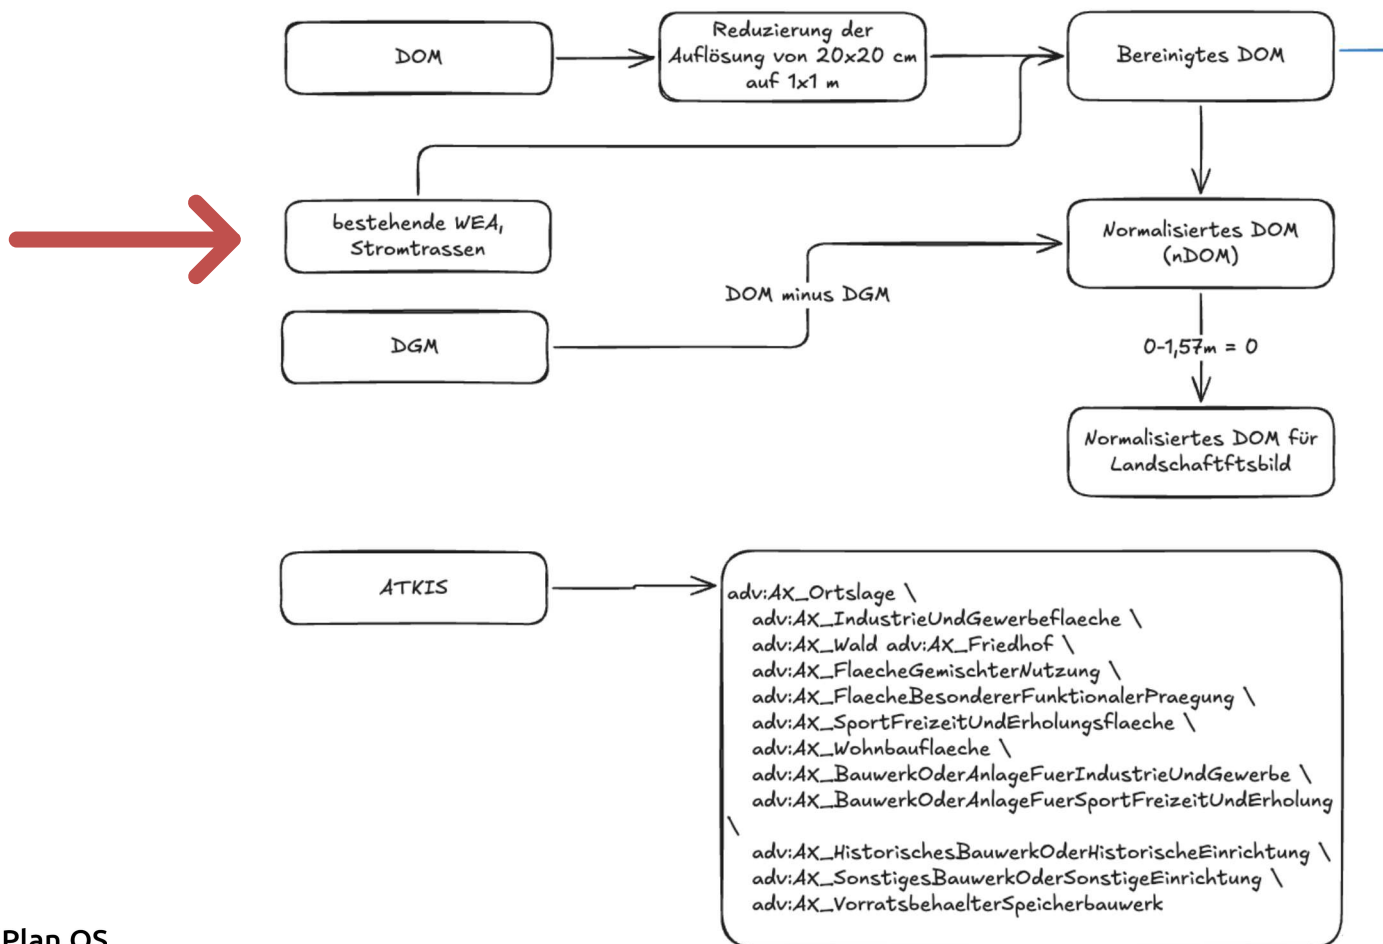 DOM
Reduzierung der
Auflösung von 20x20 cm
auf 1x1 m
Bereinigtes DOM
bestehende WEA,
Stromtrassen
Normalisiertes DOM
(nDOM)
DOM minus DGM
DGM
0-1,57m = 0
Normalisiertes DOM für
Landschaftftsbild
ATKIS
adv:AX_Ortslage \
adv:AX_IndustrieUndGewerbeflaeche \
adv:AX_Wald adv:AX_Friedhof \
adv:AX_FlaecheGemischterNutzung \
adv:AX_FlaecheBesondererFunktionalerPraegung \
adv:AX_SportFreizeitUndErholungsflaeche \
adv:AX_Wohnbauflaeche \
adv:AX_BauwerkOderAnlageFuerIndustrieUndGewerbe \
adv:AX_BauwerkOderAnlageFuerSportFreizeitUndErholung
\
adv:AX_HistorischesBauwerkOderHistorischeEinrichtung \
adv:AX_SonstigesBauwerkOderSonstigeEinrichtung \
adv:AX_VorratsbehaelterSpeicherbauwerk
Plan OS